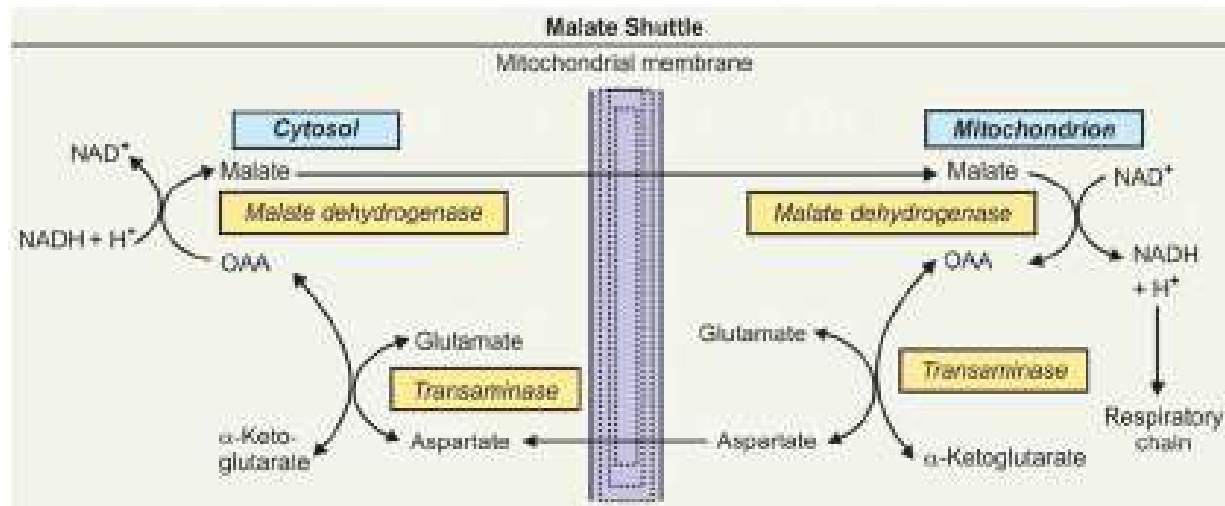 Malate Shuttle
Mitochondrial membrane
Cytosol
Mitochondrion
NAD⁺
Malate
Malate
NAD⁺
Malate dehydrogenase
Malate dehydrogenase
NADH + H⁺
OAA
OAA
NADH
+ H⁺
Glutamate
Glutamate
Transaminase
Transaminase
α-Keto-
glutarate
Aspartate
Aspartate
α-Ketoglutarate
Respiratory
chain